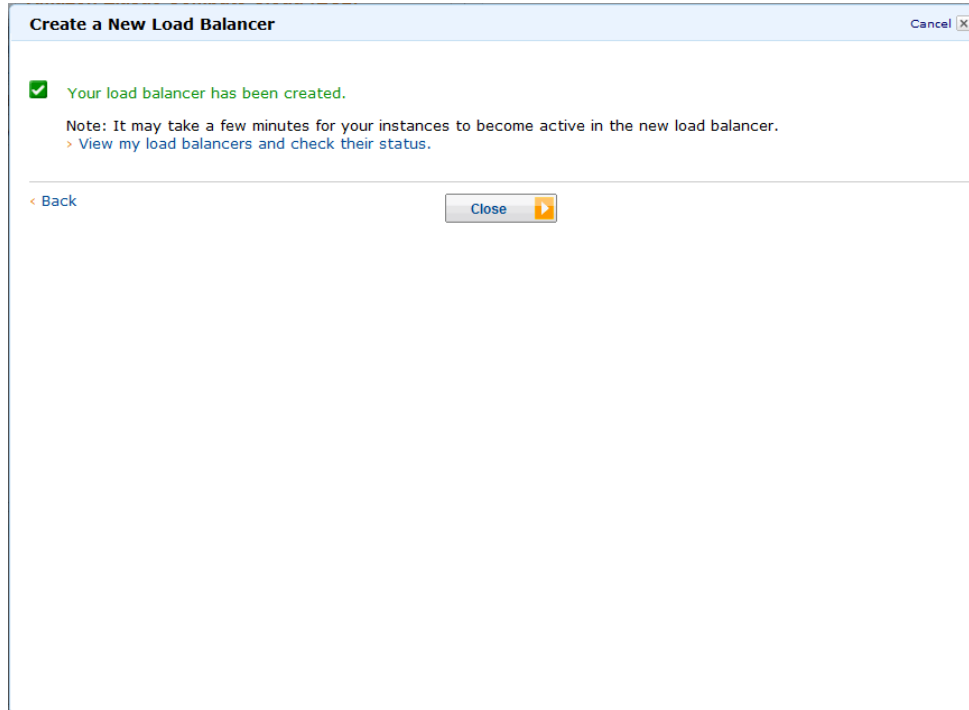 Create a New Load Balancer
Cancel
Your load balancer has been created.
Note: It may take a few minutes for your instances to become active in the new load balancer.
› View my load balancers and check their status.
‹ Back
Close